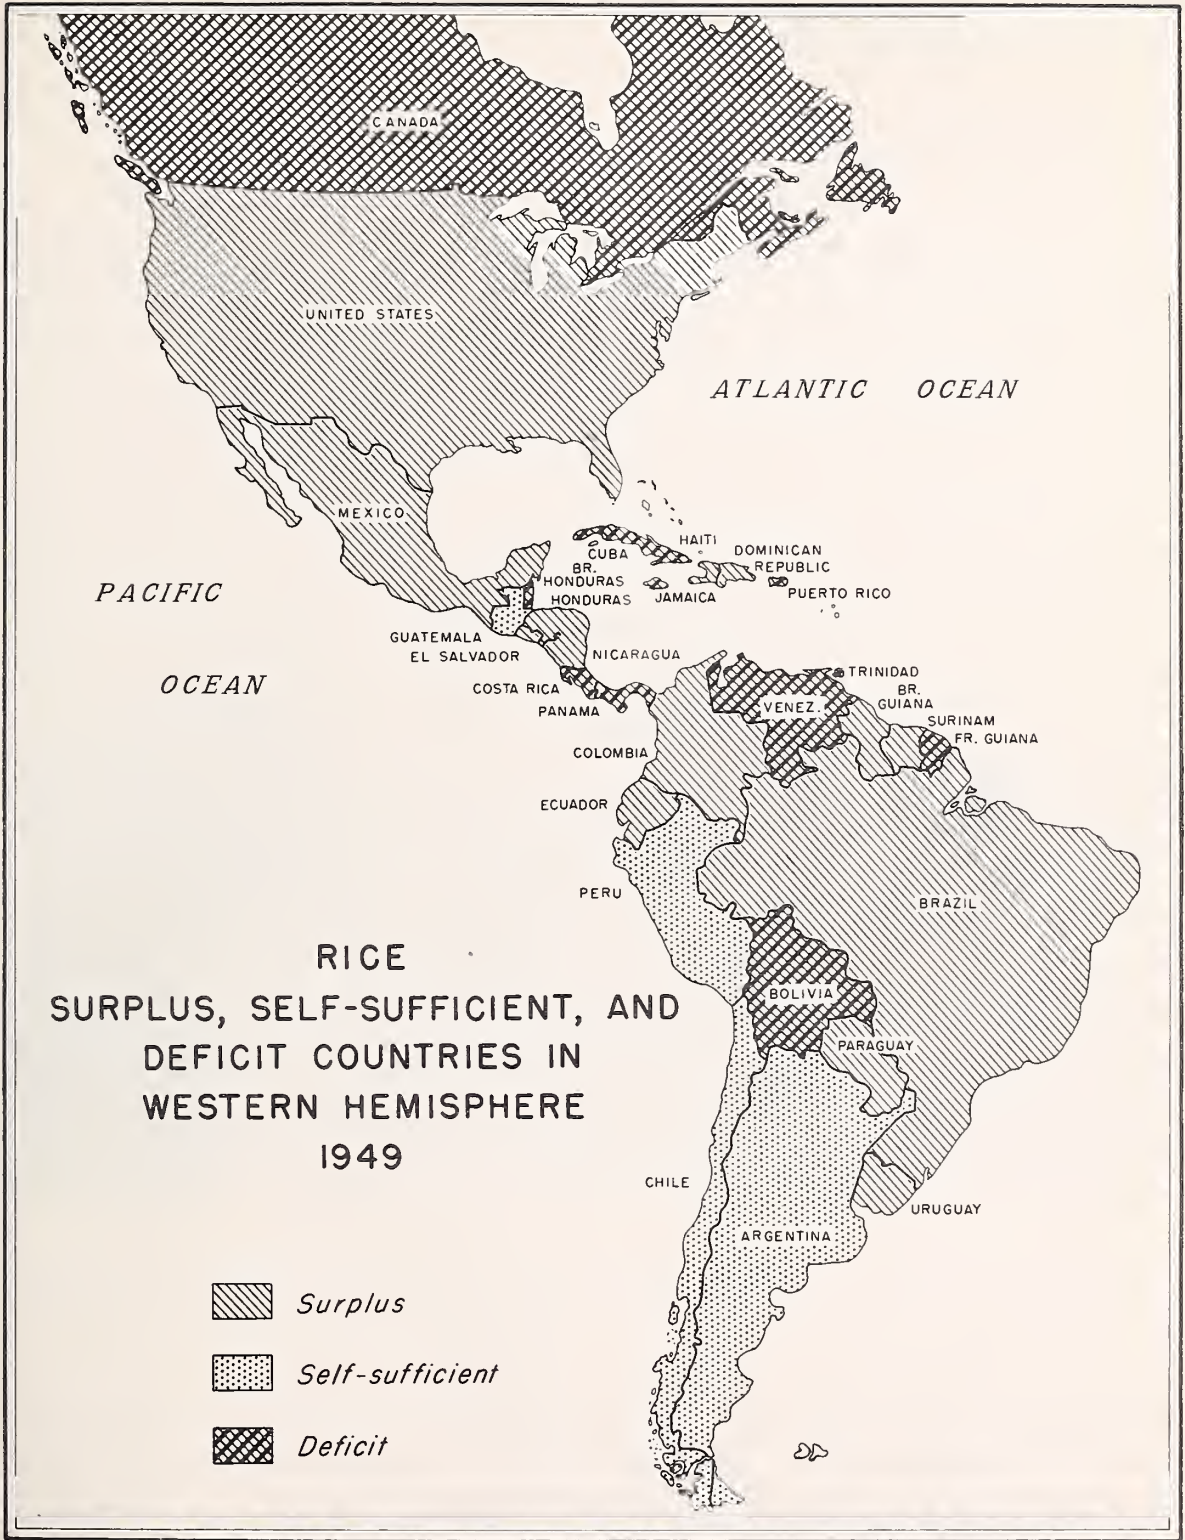 CANADA
UNITED STATES
ATLANTIC OCEAN
MEXICO
HAITI
CUBA
DOMINICAN
REPUBLIC
BR.
HONDURAS
HONDURAS
JAMAICA
PUERTO RICO
PACIFIC
OCEAN
GUATEMALA
EL SALVADOR
NICARAGUA
COSTA RICA
PANAMA
TRINIDAD
BR.
GUIANA
VENEZ.
SURINAM
FR. GUIANA
COLOMBIA
ECUADOR
PERU
BRAZIL
BOLIVIA
PARAGUAY
RICE
SURPLUS, SELF-SUFFICIENT, AND
DEFICIT COUNTRIES IN
WESTERN HEMISPHERE
1949
CHILE
URUGUAY
ARGENTINA
Surplus
Self-sufficient
Deficit